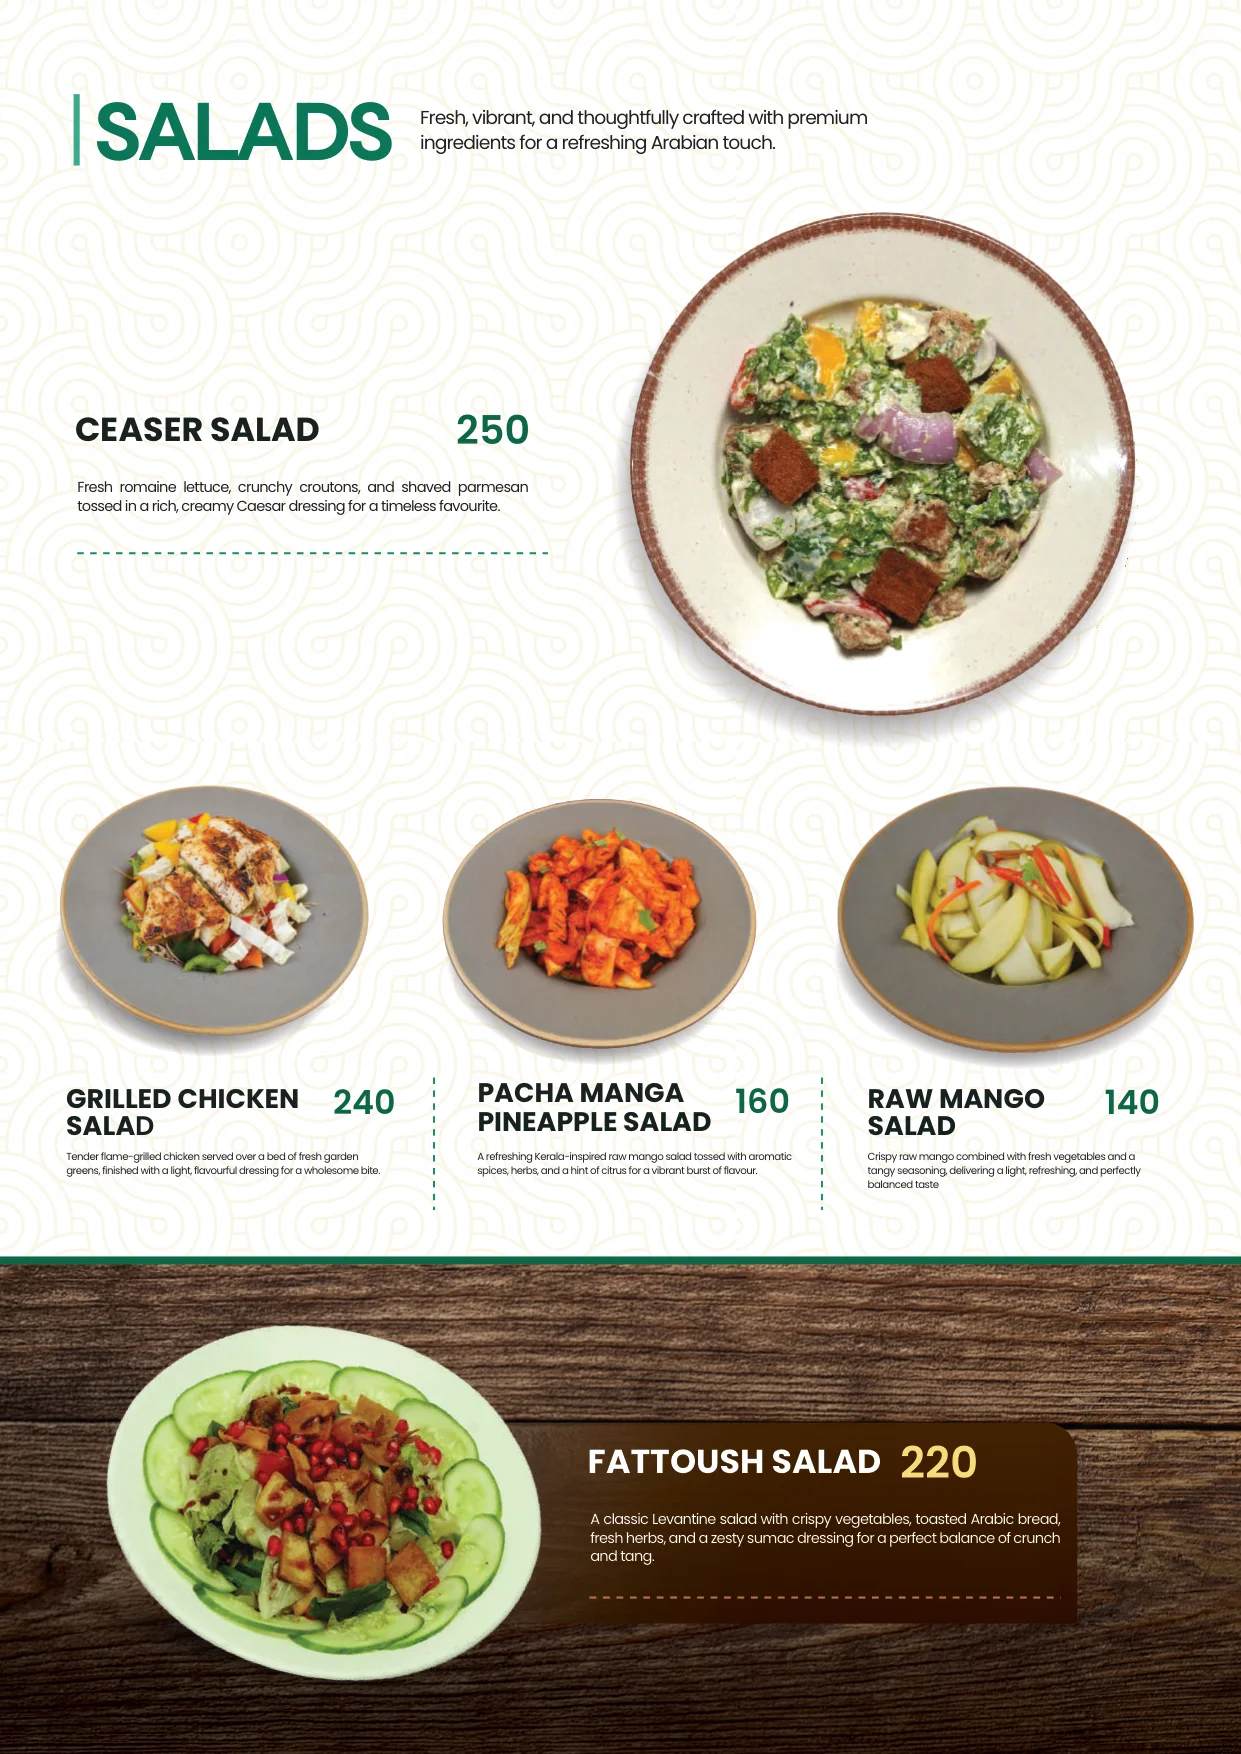 SALADS
Fresh, vibrant, and thoughtfully crafted with premium
ingredients for a refreshing Arabian touch.
CEASER SALAD 250
Fresh romaine lettuce, crunchy croutons, and shaved parmesan
tossed in a rich, creamy Caesar dressing for a timeless favourite.
GRILLED CHICKEN 240
SALAD
Tender flame-grilled chicken served over a bed of fresh garden
greens, finished with a light, flavourful dressing for a wholesome bite.
PACHA MANGA 160
PINEAPPLE SALAD
A refreshing Kerala-inspired raw mango salad tossed with aromatic
spices, herbs, and a hint of citrus for a vibrant burst of flavour.
RAW MANGO 140
SALAD
Crispy raw mango combined with fresh vegetables and a
tangy seasoning, delivering a light, refreshing, and perfectly
balanced taste
FATTOUSH SALAD 220
A classic Levantine salad with crispy vegetables, toasted Arabic bread,
fresh herbs, and a zesty sumac dressing for a perfect balance of crunch
and tang.